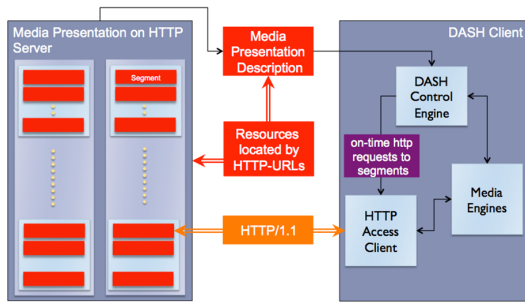 Media Presentation on HTTP
Server
Segment
Media
Presentation
Description
Resources
located by
HTTP-URLs
HTTP/1.1
DASH Client
DASH
Control
Engine
on-time http
requests to
segments
Media
Engines
HTTP
Access
Client